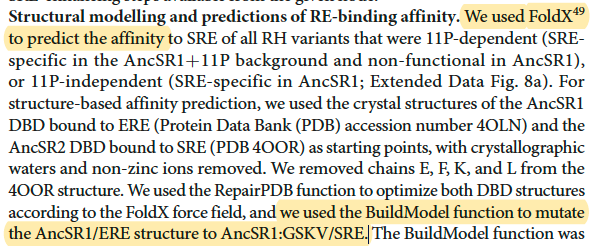 Structural modelling and predictions of RE-binding affinity. We used FoldX49
to predict the affinity to SRE of all RH variants that were 11P-dependent (SRE-
specific in the AncSR1+11P background and non-functional in AncSR1),
or 11P-independent (SRE-specific in AncSR1; Extended Data Fig. 8a). For
structure-based affinity prediction, we used the crystal structures of the AncSR1
DBD bound to ERE (Protein Data Bank (PDB) accession number 4OLN) and the
AncSR2 DBD bound to SRE (PDB 4OOR) as starting points, with crystallographic
waters and non-zinc ions removed. We removed chains E, F, K, and L from the
4OOR structure. We used the RepairPDB function to optimize both DBD structures
according to the FoldX force field, and we used the BuildModel function to mutate
the AncSR1/ERE structure to AncSR1:GSKV/SRE. The BuildModel function was